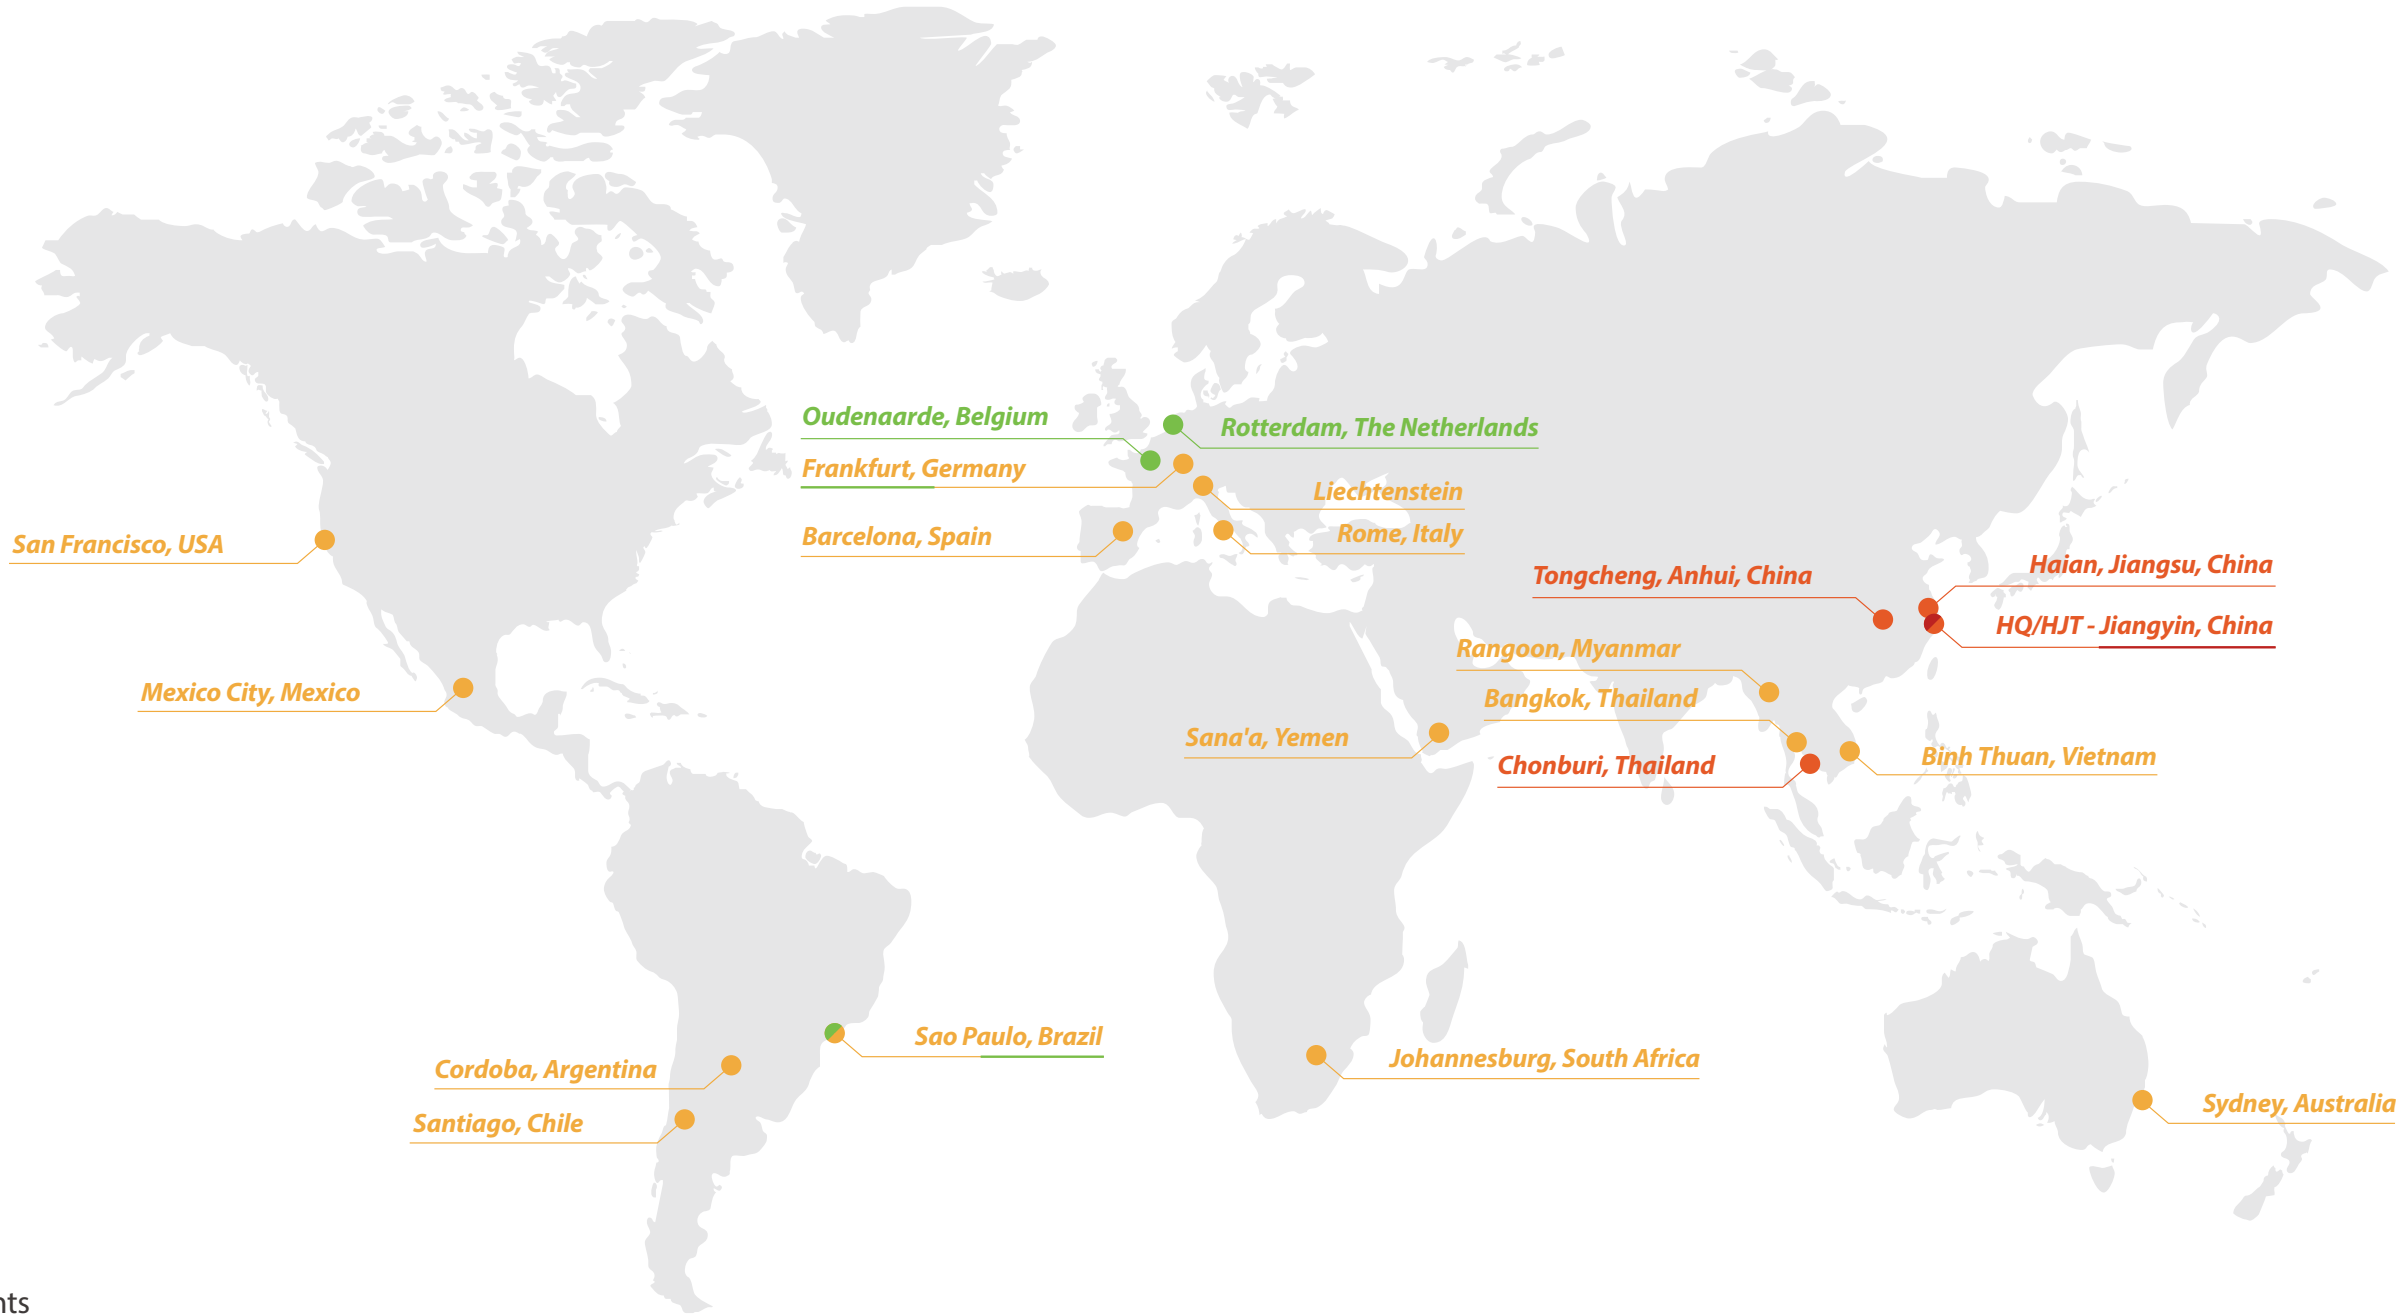 Oudenaarde, Belgium
Rotterdam, The Netherlands
Frankfurt, Germany
Liechtenstein
Barcelona, Spain
Rome, Italy
San Francisco, USA
Haian, Jiangsu, China
Tongcheng, Anhui, China
HQ/HJT - Jiangyin, China
Rangoon, Myanmar
Mexico City, Mexico
Bangkok, Thailand
Sana'a, Yemen
Binh Thuan, Vietnam
Chonburi, Thailand
Sao Paulo, Brazil
Johannesburg, South Africa
Cordoba, Argentina
Sydney, Australia
Santiago, Chile